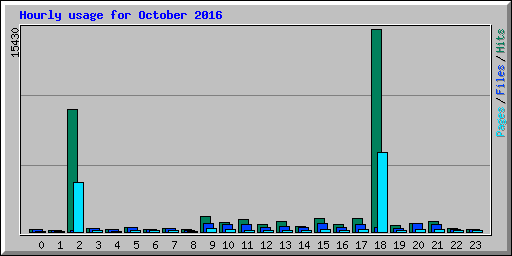 Hourly usage for October 2016
15430
Pages/Files/Hits
0 1 2 3 4 5 6 7 8 9 10 11 12 13 14 15 16 17 18 19 20 21 22 23